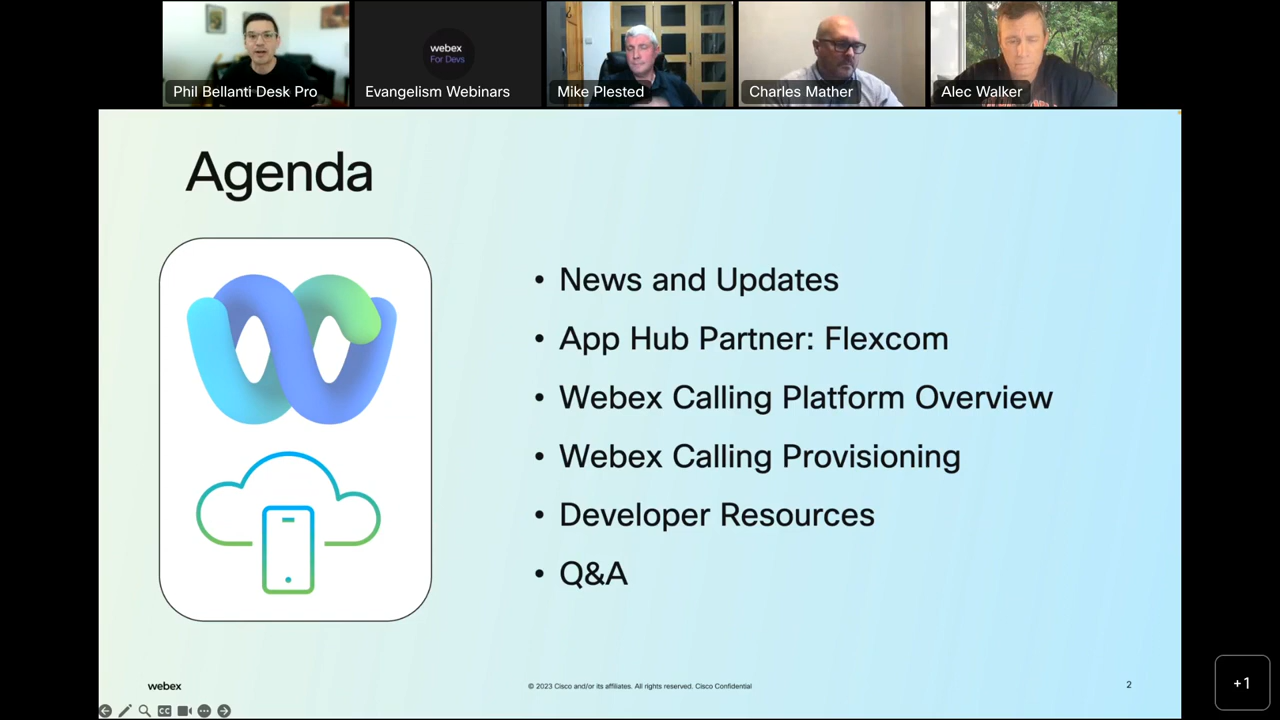 Phil Bellanti Desk Pro
webex
For Devs
Evangelism Webinars
Mike Plested
Charles Mather
Alec Walker
Agenda
• News and Updates
• App Hub Partner: Flexcom
• Webex Calling Platform Overview
• Webex Calling Provisioning
• Developer Resources
• Q&A
webex
© 2023 Cisco and/or its affiliates. All rights reserved. Cisco Confidential
2
CC
+1